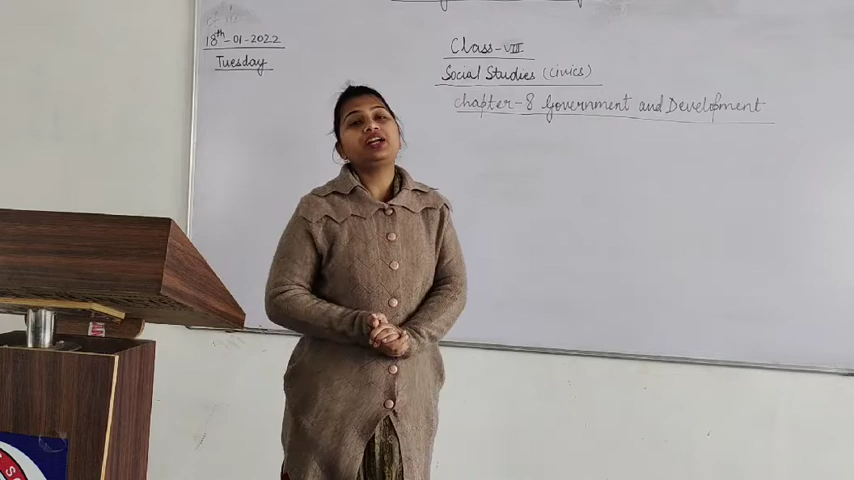 18th-01-2022
Tuesday
Class-VIII
Social Studies (civics)
chapter-8 Government and Development